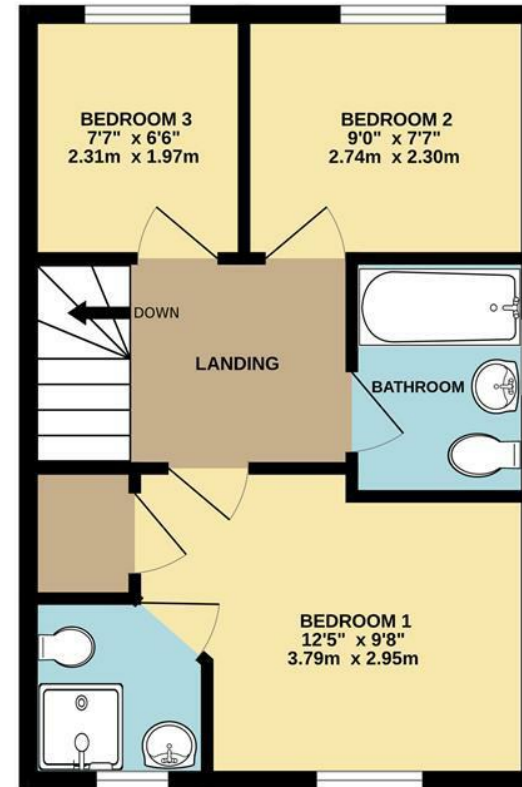 BEDROOM 3
7'7" x 6'6"
2.31m x 1.97m
BEDROOM 2
9'0" x 7'7"
2.74m x 2.30m
DOWN
LANDING
BATHROOM
BEDROOM 1
12'5" x 9'8"
3.79m x 2.95m